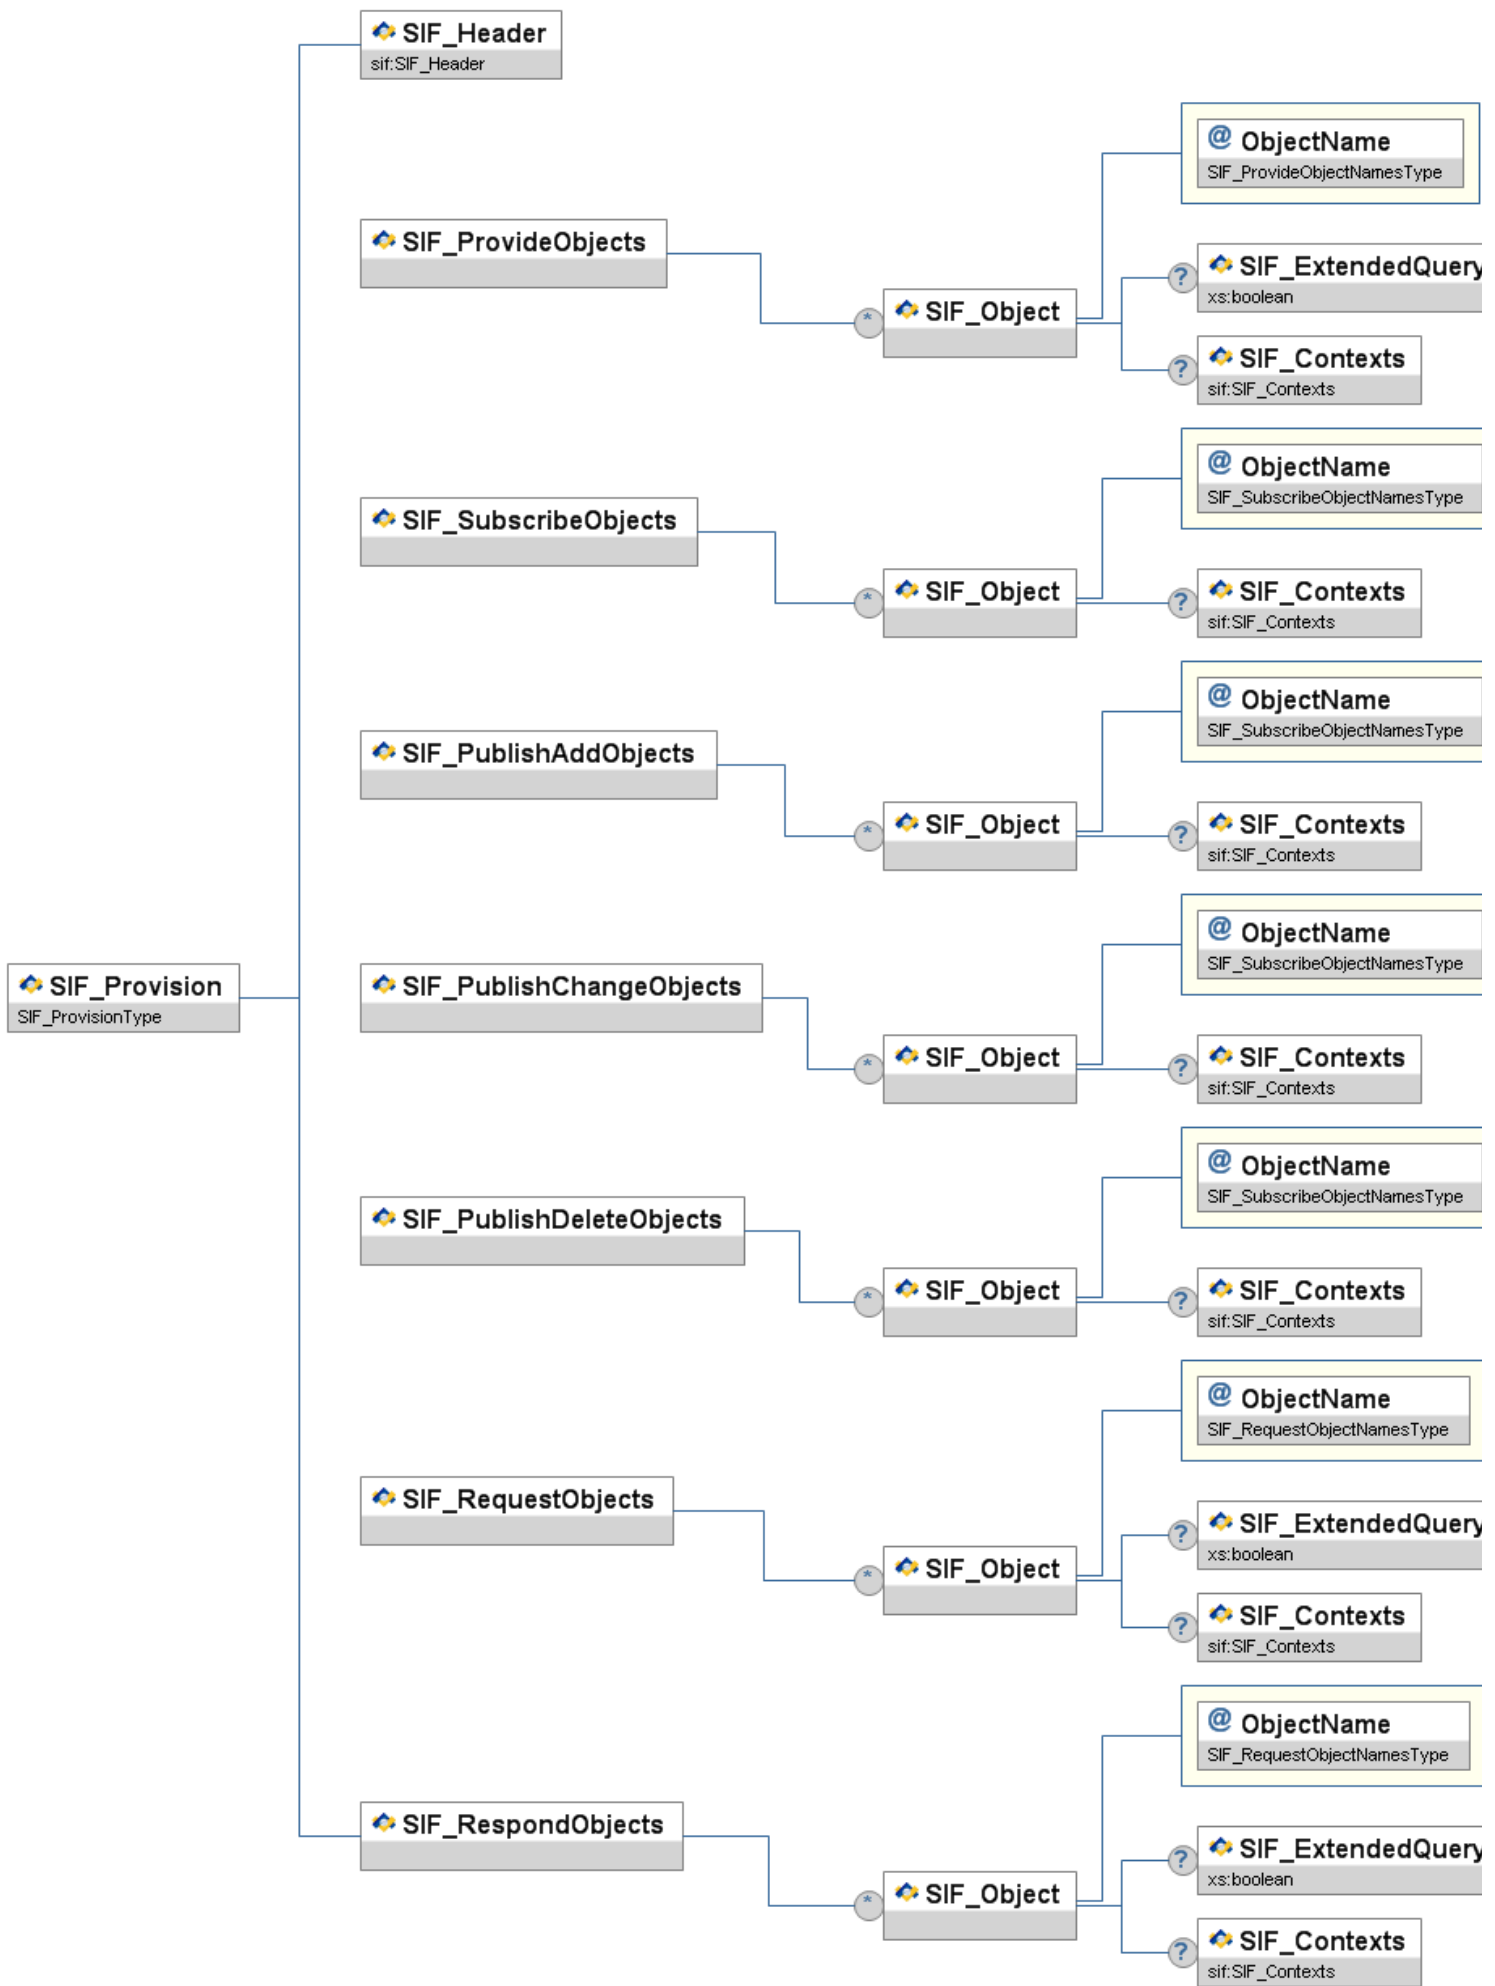 SIF_Header
sif:SIF_Header
@ ObjectName
SIF_ProvideObjectNamesType
SIF_ProvideObjects
? SIF_ExtendedQuery
xs:boolean
* SIF_Object
? SIF_Contexts
sif:SIF_Contexts
@ ObjectName
SIF_SubscribeObjectNamesType
SIF_SubscribeObjects
* SIF_Object
? SIF_Contexts
sif:SIF_Contexts
@ ObjectName
SIF_SubscribeObjectNamesType
SIF_PublishAddObjects
* SIF_Object
? SIF_Contexts
sif:SIF_Contexts
@ ObjectName
SIF_SubscribeObjectNamesType
SIF_Provision
SIF_ProvisionType
SIF_PublishChangeObjects
* SIF_Object
? SIF_Contexts
sif:SIF_Contexts
@ ObjectName
SIF_SubscribeObjectNamesType
SIF_PublishDeleteObjects
* SIF_Object
? SIF_Contexts
sif:SIF_Contexts
@ ObjectName
SIF_RequestObjectNamesType
SIF_RequestObjects
? SIF_ExtendedQuery
xs:boolean
* SIF_Object
? SIF_Contexts
sif:SIF_Contexts
@ ObjectName
SIF_RequestObjectNamesType
SIF_RespondObjects
? SIF_ExtendedQuery
xs:boolean
* SIF_Object
? SIF_Contexts
sif:SIF_Contexts